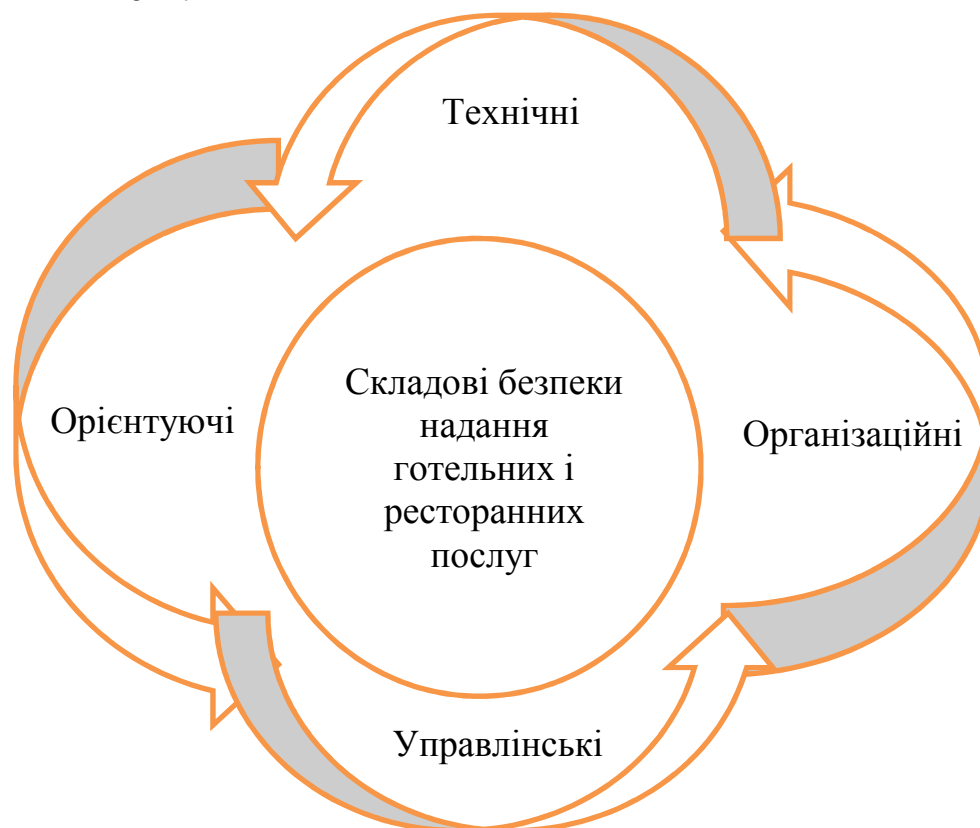 Технічні
Орієнтуючі
Складові безпеки
надання
готельних і
ресторанних
послуг
Організаційні
Управлінські